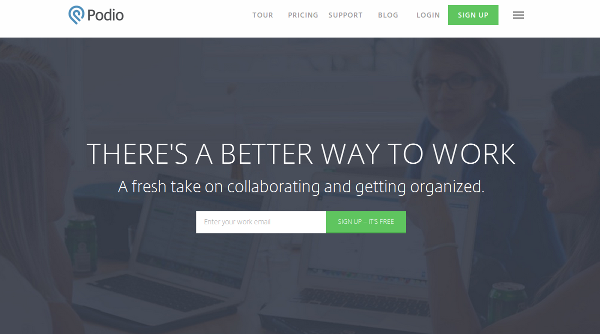 Podio
TOUR PRICING SUPPORT BLOG LOGIN SIGN UP
THERE'S A BETTER WAY TO WORK
A fresh take on collaborating and getting organized.
Enter your work email SIGN UP IT'S FREE